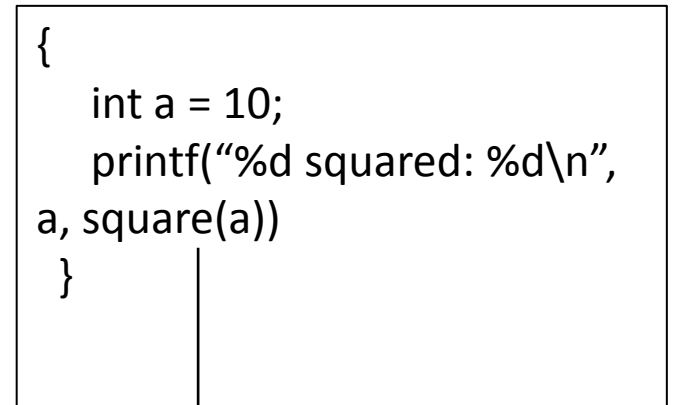 {
int a = 10;
printf(“%d squared: %d\n”,
a, square(a))
}